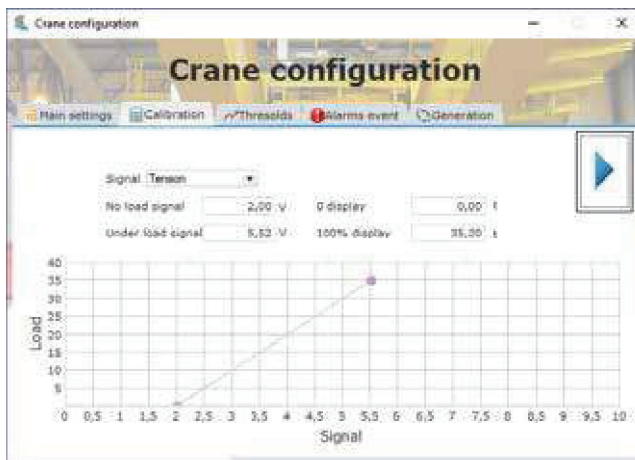 Crane configuration
Crane configuration
Main settings Calibration Thresolds Alarms event Generation
Signal Tension
No load signal 2,00 V 0 display 0,00 t
Under load signal 5,52 V 100% display
40
35
30
25
20
15
10
5
Load
0 0,5 1 1,5 2 2,5 3 3,5 4 4,5 5 5,5 6 6,5 7 7,5 8 8,5 9 9,5 10
Signal